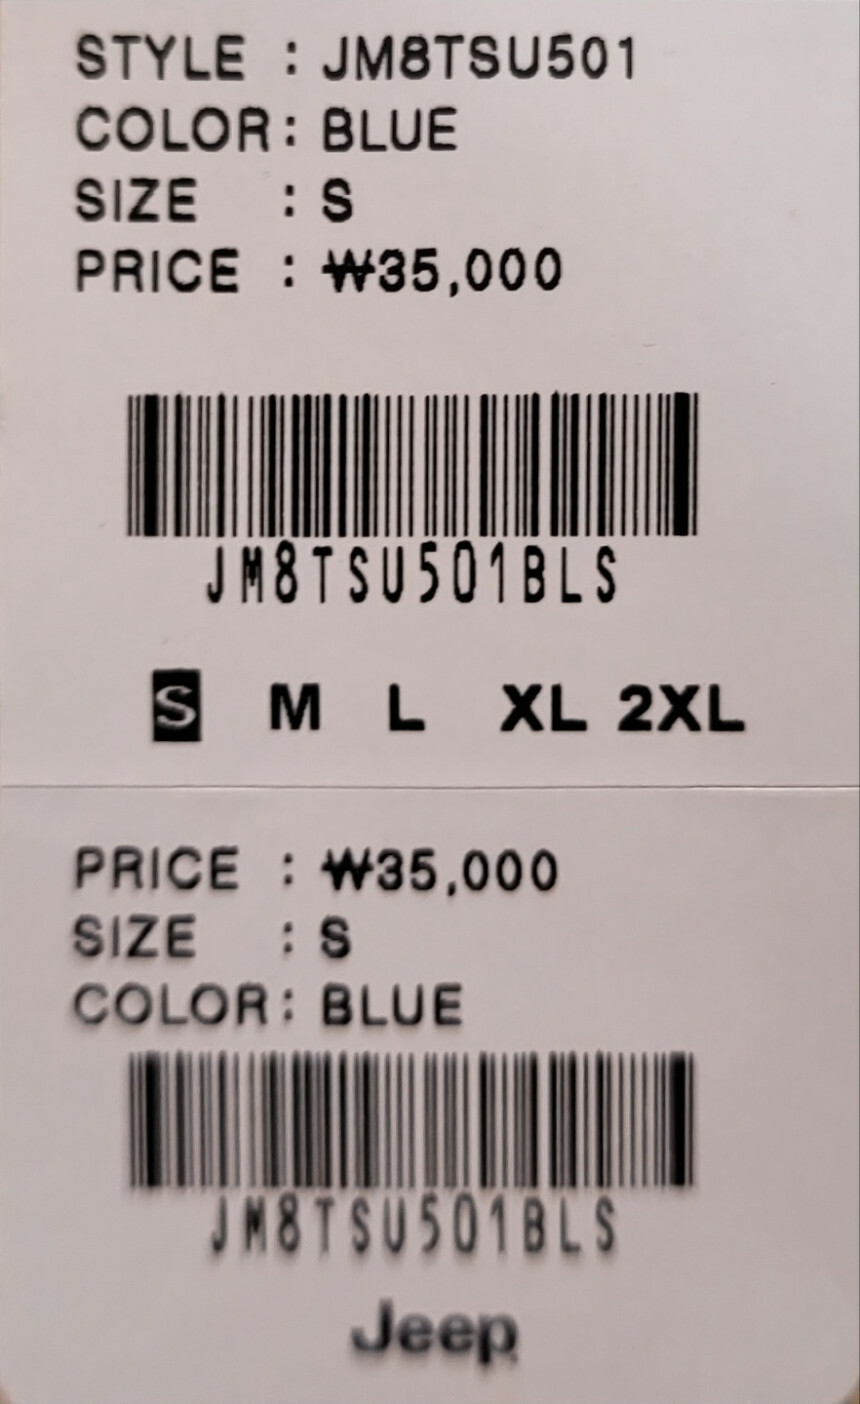 STYLE : JM8TSU501
COLOR: BLUE
SIZE : S
PRICE : ₩35,000
JM8TSU501BLS
S M L XL 2XL
PRICE : ₩35,000
SIZE : S
COLOR: BLUE
JM8TSU501BLS
Jeep